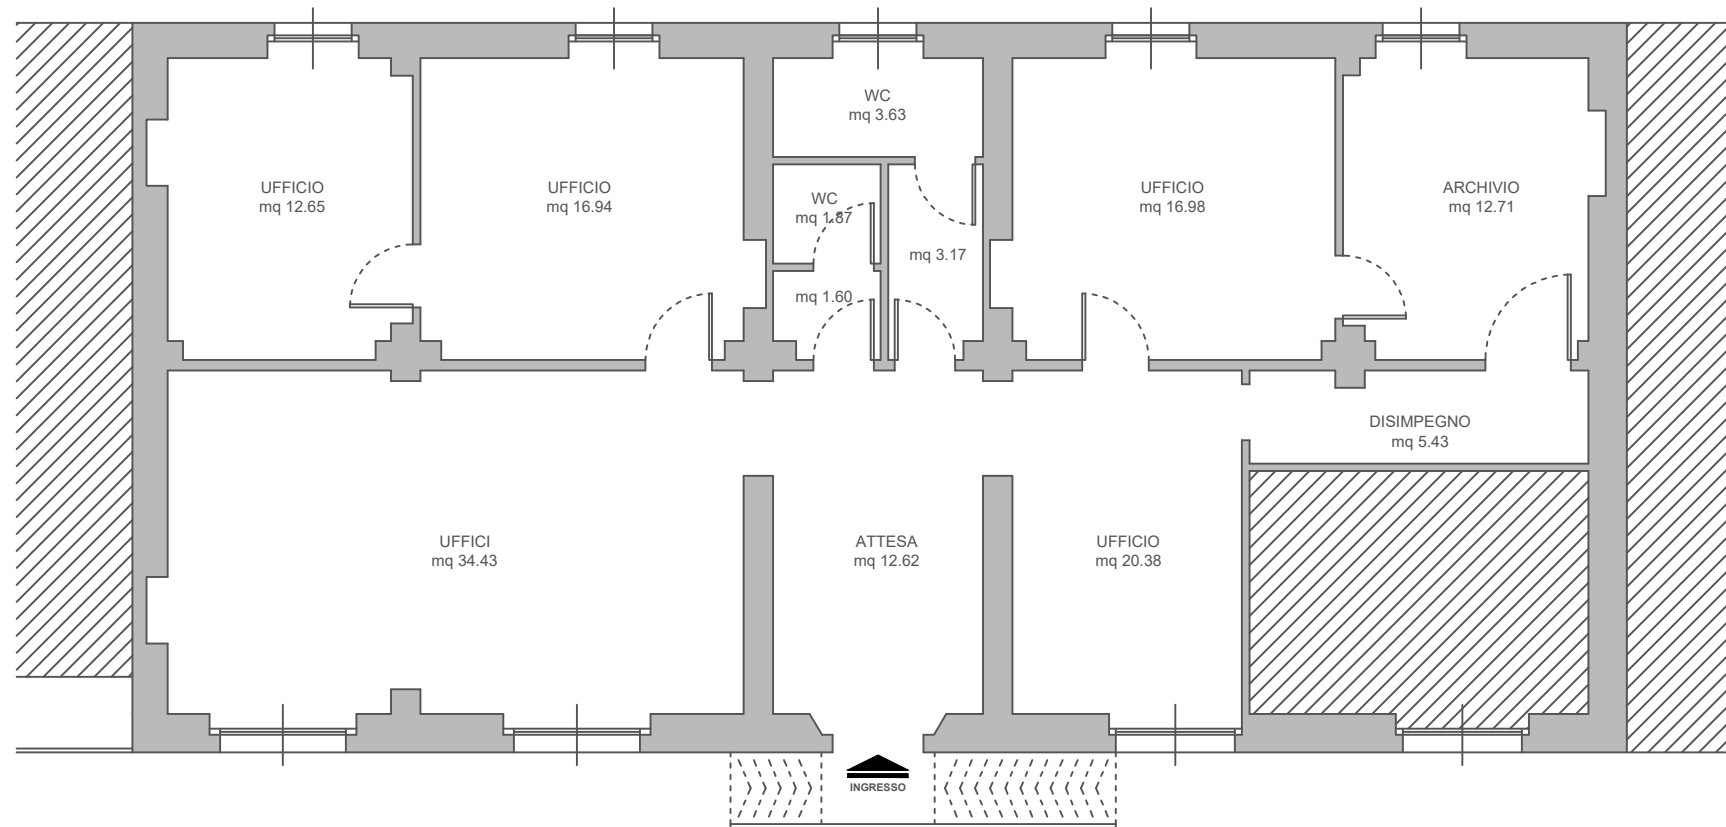 WC
mq 3.63
UFFICIO
mq 12.65
UFFICIO
mq 16.94
WC
mq 1.87
UFFICIO
mq 16.98
ARCHIVIO
mq 12.71
mq 3.17
mq 1.60
DISIMPEGNO
mq 5.43
UFFICI
mq 34.43
ATTESA
mq 12.62
UFFICIO
mq 20.38
INGRESSO